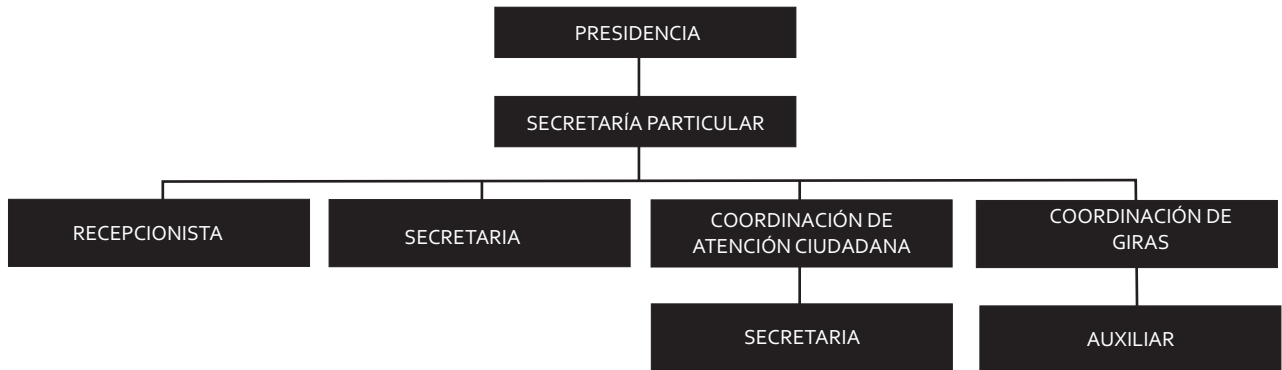 PRESIDENCIA
SECRETARÍA PARTICULAR
RECEPCIONISTA
SECRETARIA
COORDINACIÓN DE
ATENCIÓN CIUDADANA
COORDINACIÓN DE
GIRAS
SECRETARIA
AUXILIAR